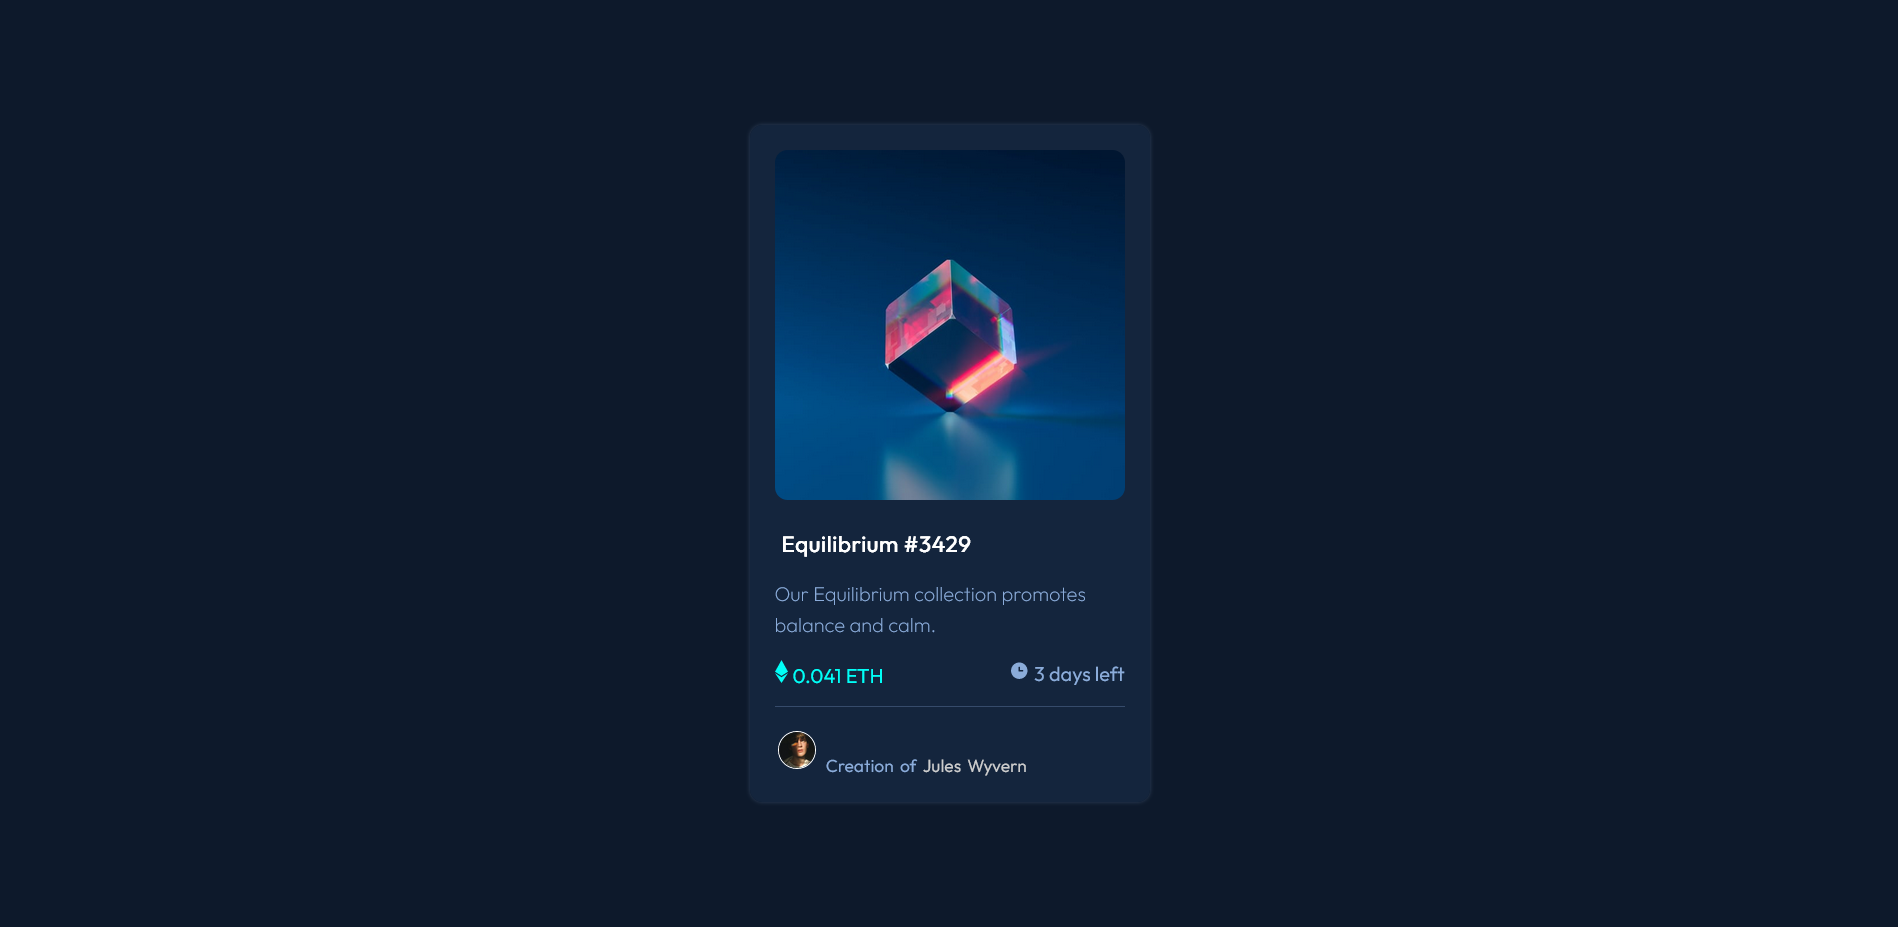 Equilibrium #3429
Our Equilibrium collection promotes
balance and calm.
0.041 ETH
3 days left
Creation of Jules Wyvern